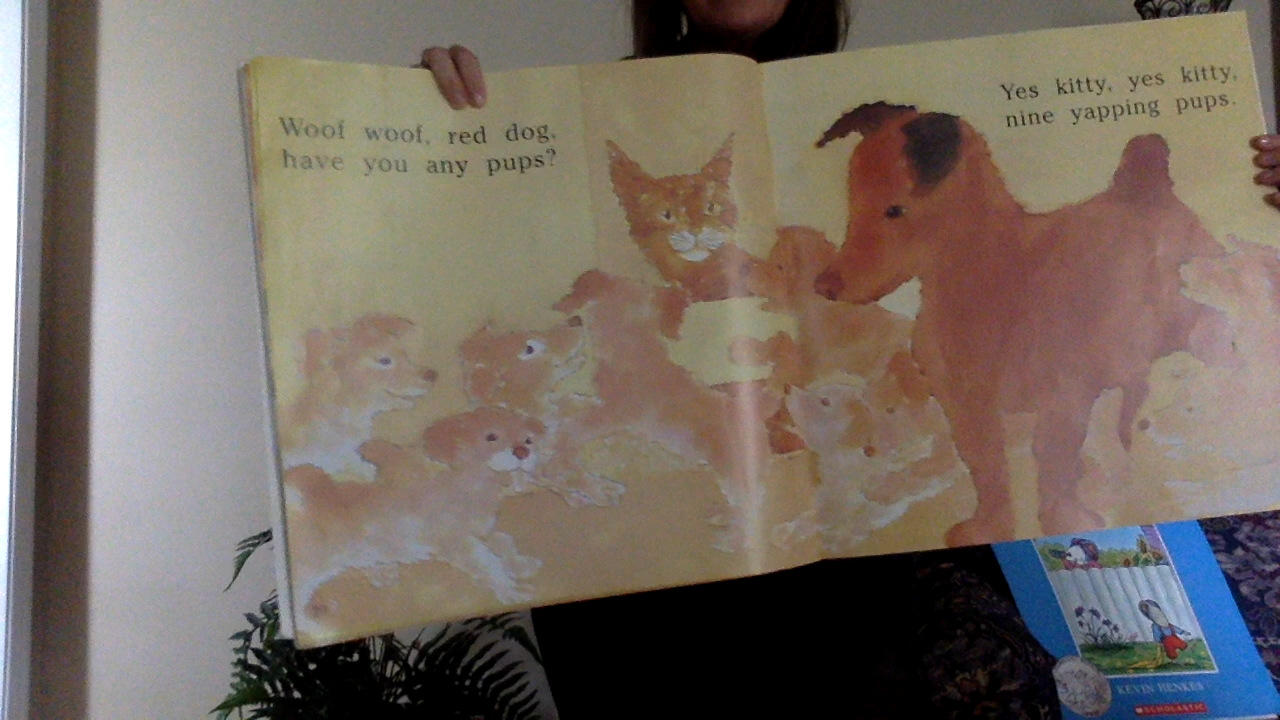 Woof woof, red dog,
have you any pups?
Yes kitty, yes kitty,
nine yapping pups.
KEVIN HENKES
SCHOLASTIC